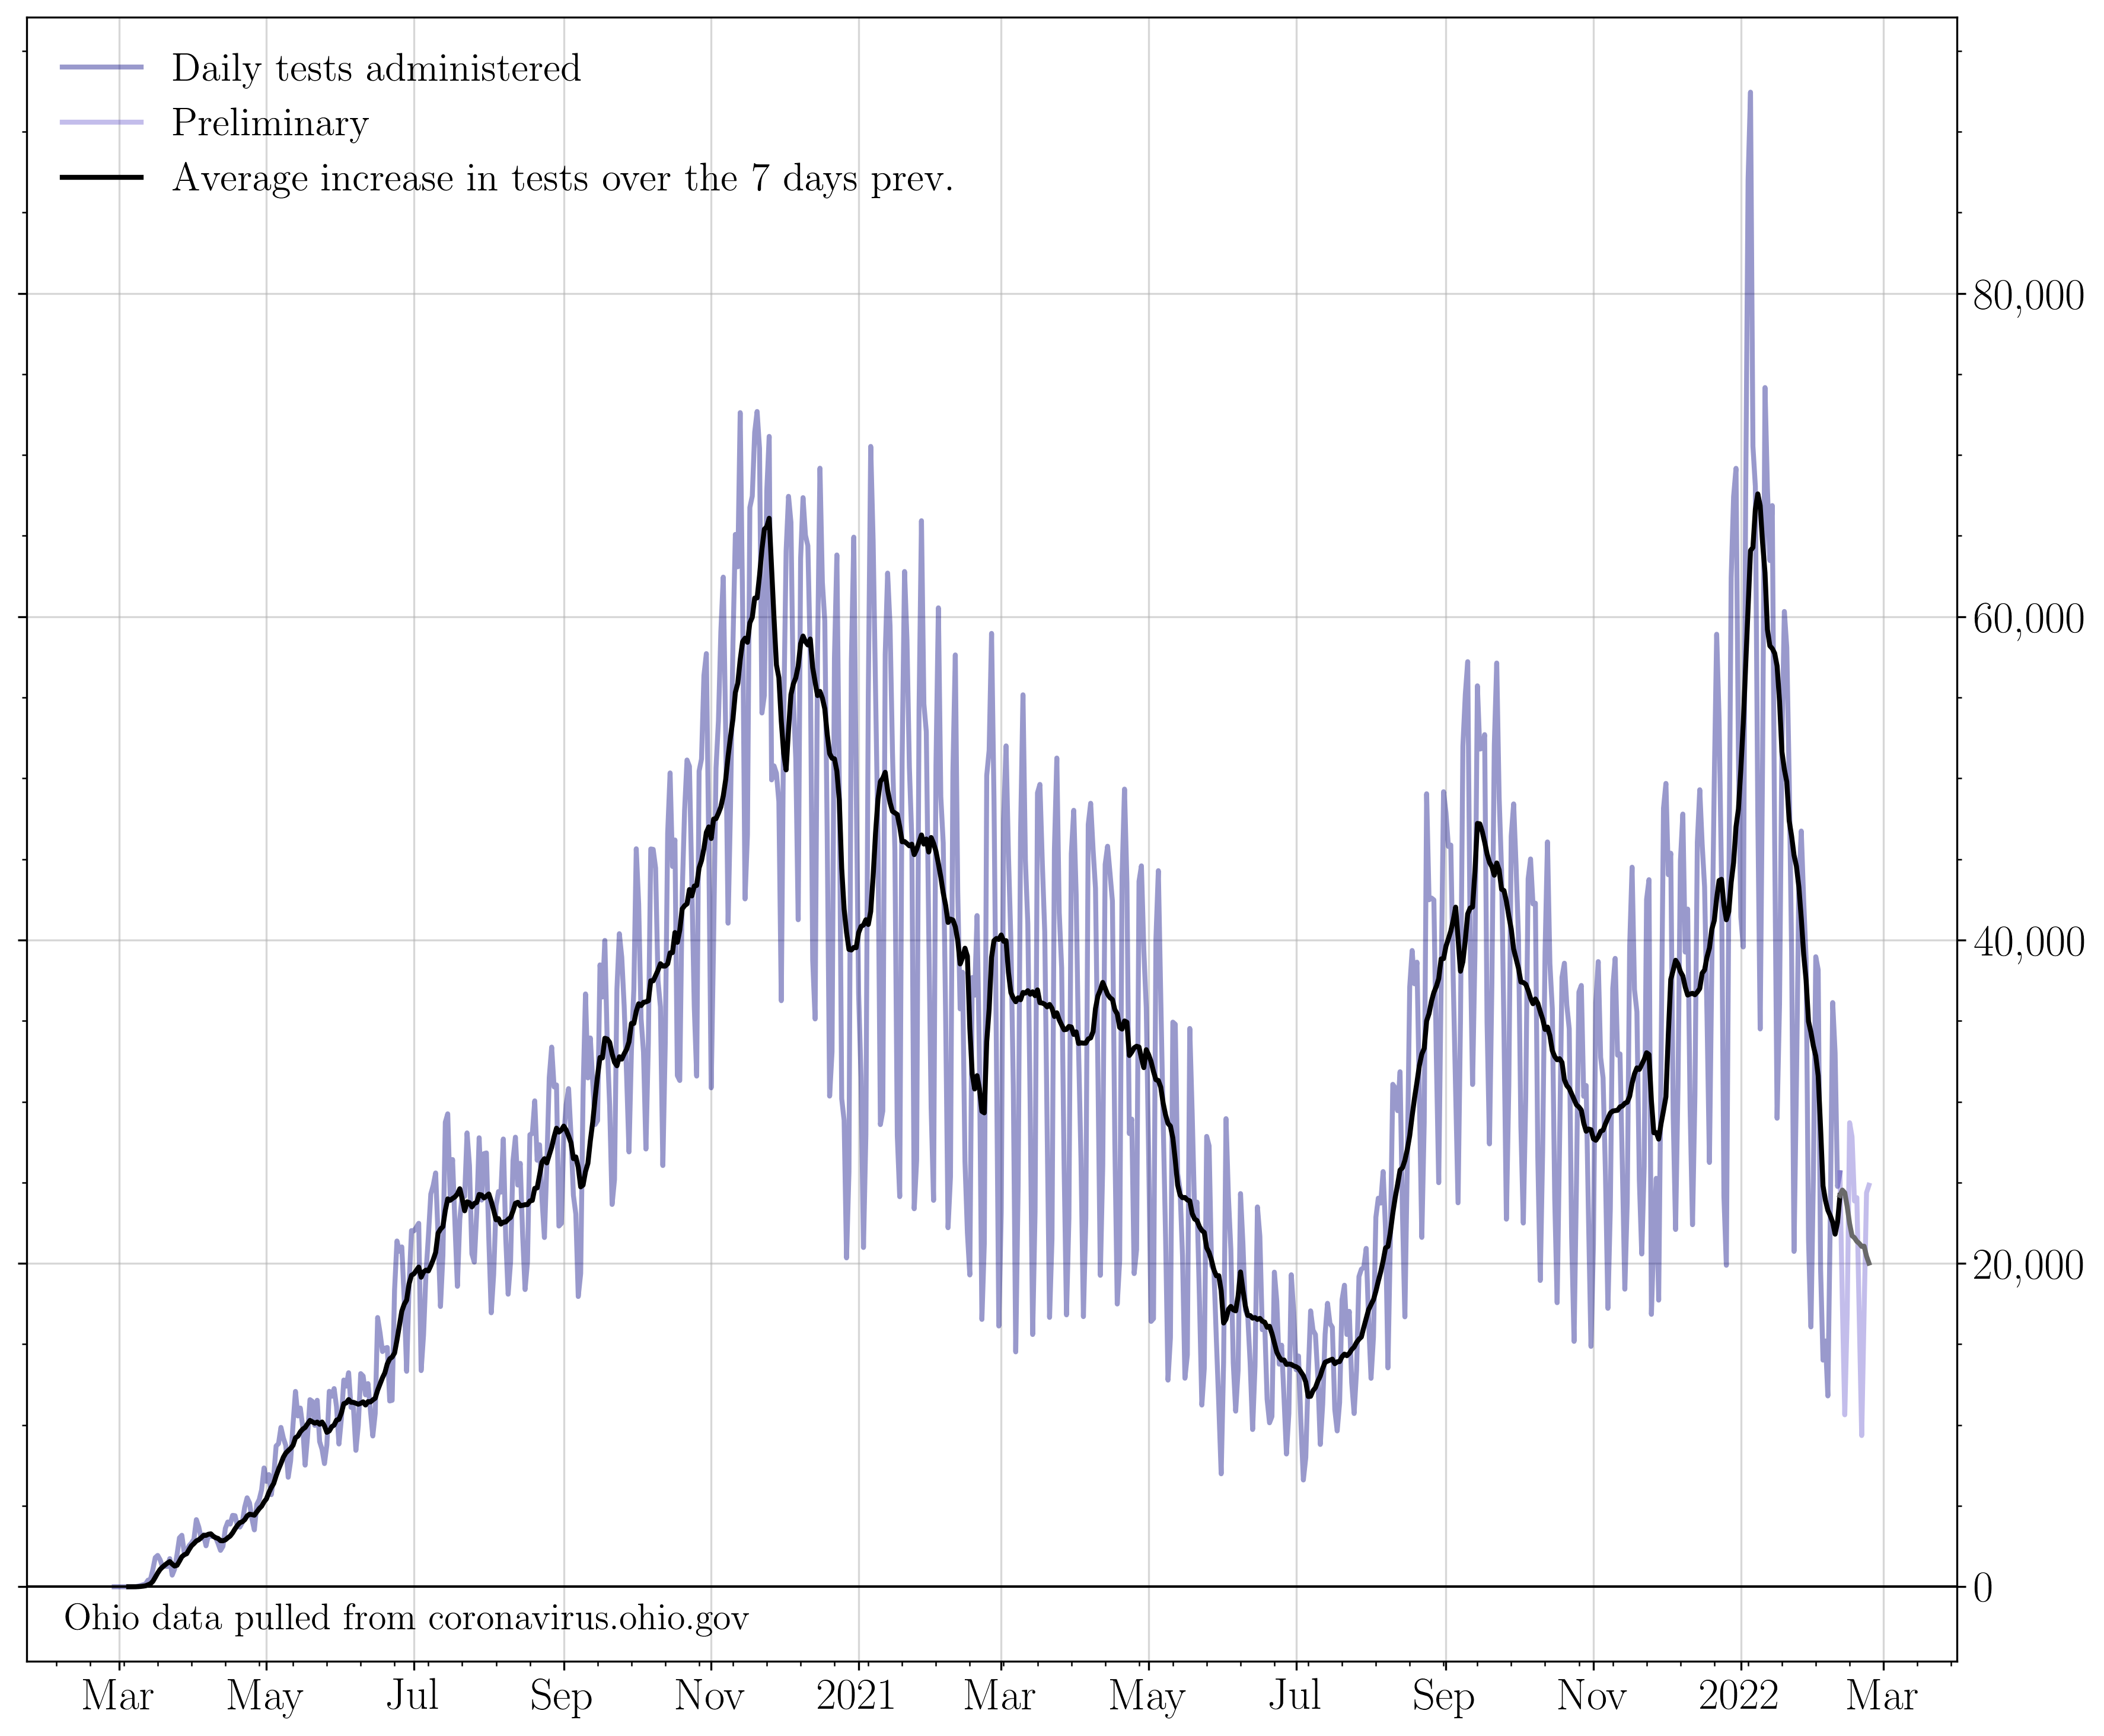 Daily tests administered
Preliminary
Average increase in tests over the 7 days prev.
80,000
60,000
40,000
20,000
0
Ohio data pulled from coronavirus.ohio.gov
Mar May Jul Sep Nov 2021 Mar May Jul Sep Nov 2022 Mar